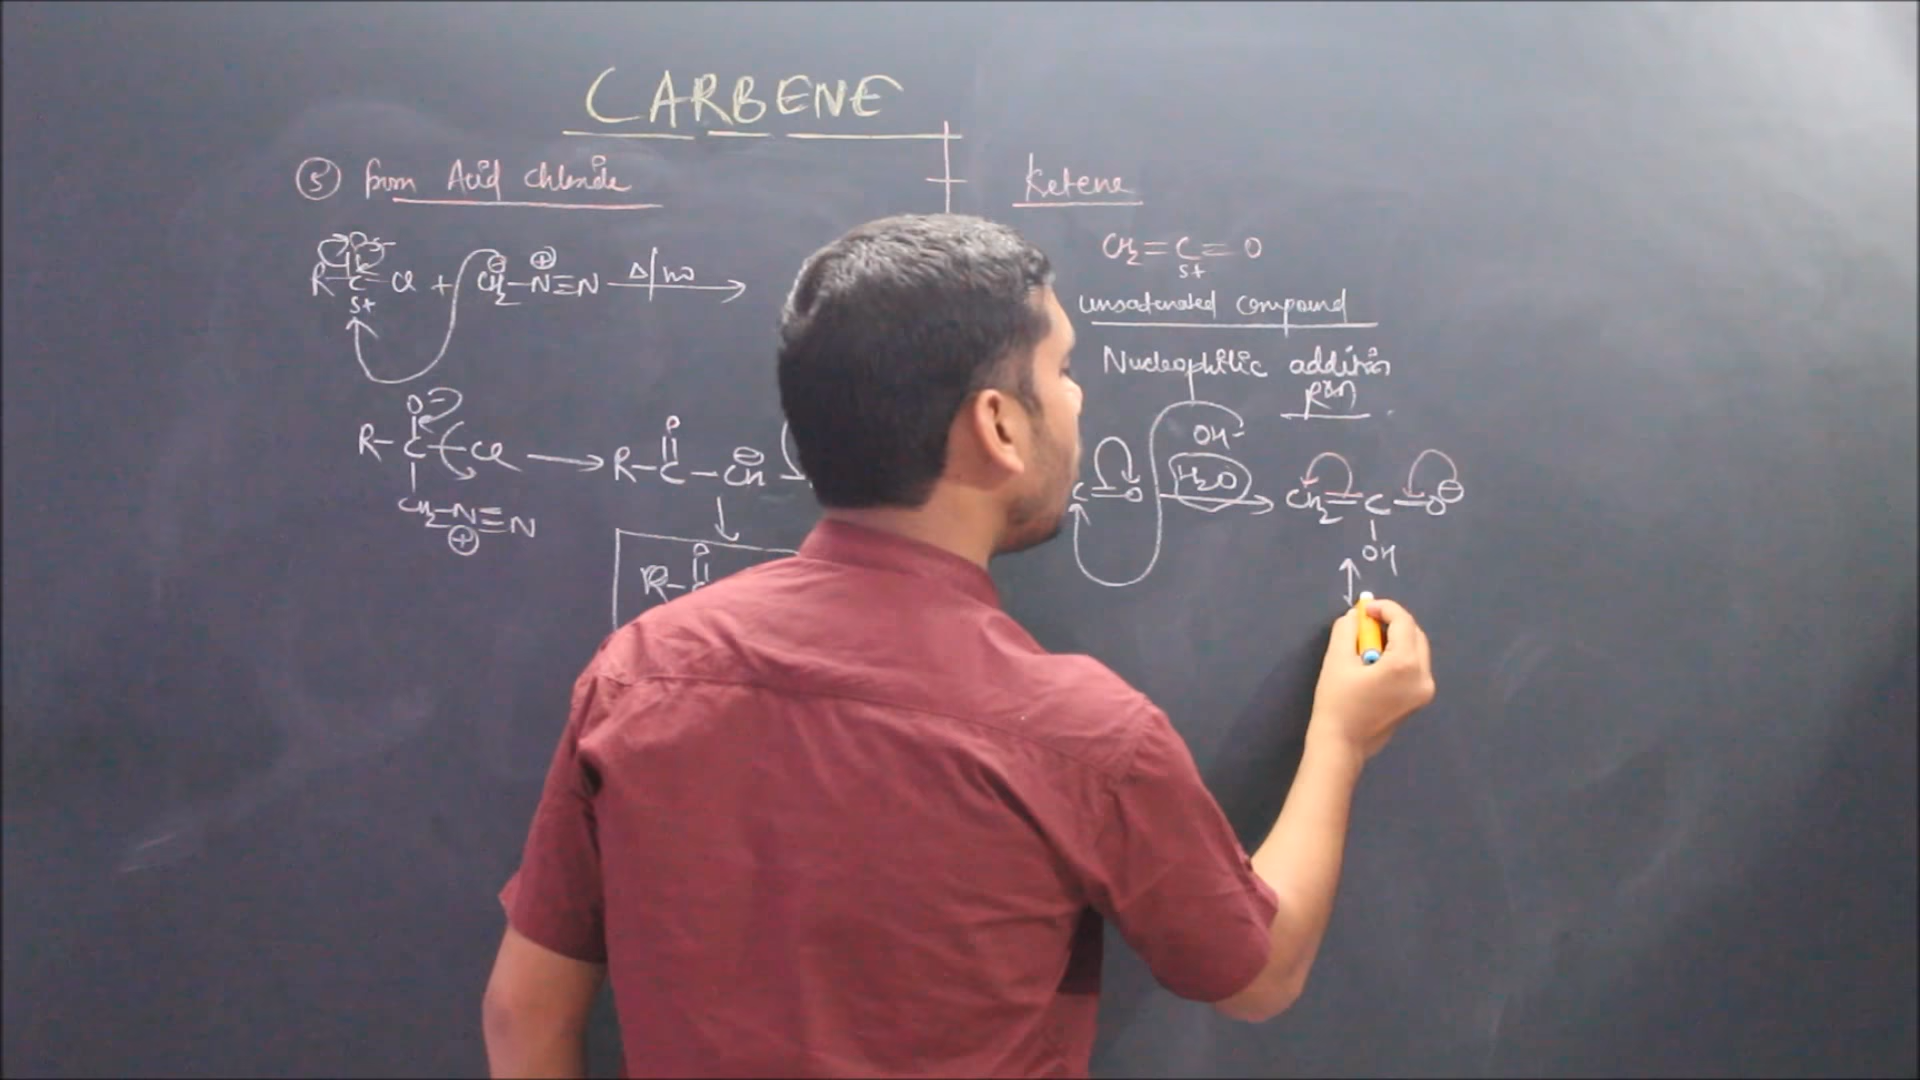 CARBENE
⑤ from Acid chloride
R-C-Cl + CH2-N≡N Δ/hν
δ+
O
R-C-Cl
CH2-N≡N
O
R-C-CH
O
R-C
Ketene
CH2=C=O
δ+
unsaturated compound
Nucleophilic addition
rxn
OH-
C=O H2O CH2=C-O⊖
OH